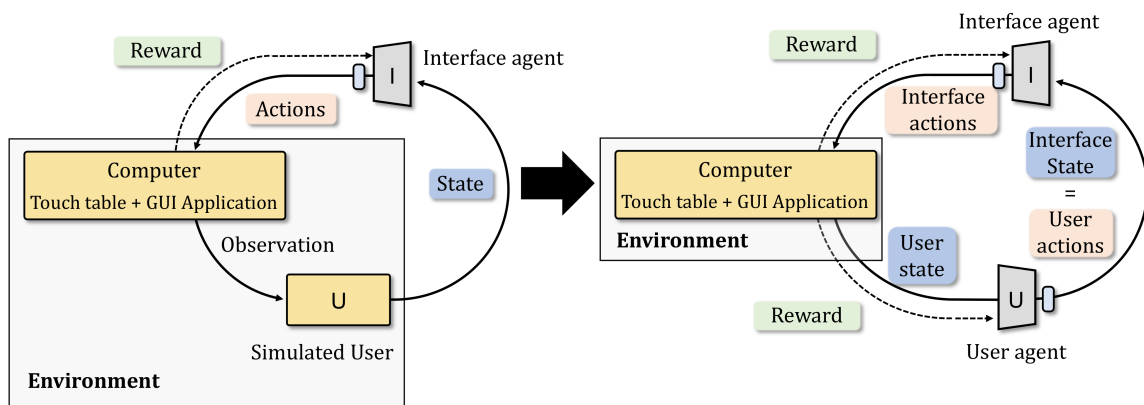 Reward
Interface agent
I
Actions
Computer
Touch table + GUI Application
State
Observation
U
Simulated User
Environment
Interface agent
Reward
I
Interface
actions
Interface
State
=
User
actions
Computer
Touch table + GUI Application
Environment
User
state
U
Reward
User agent